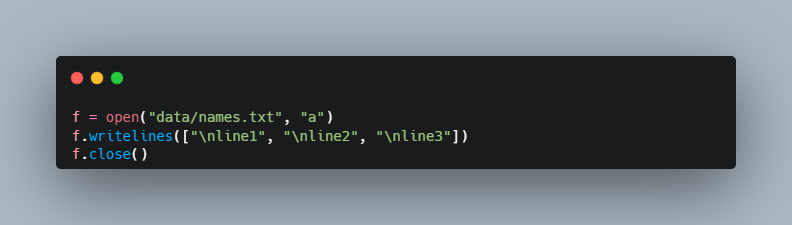 f = open("data/names.txt", "a")
f.writelines(["\nline1", "\nline2", "\nline3"])
f.close()